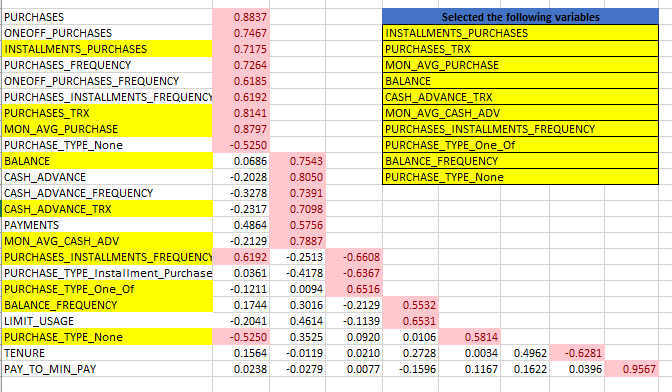 PURCHASES 0.8837 Selected the following variables
ONEOFF_PURCHASES 0.7467 INSTALLMENTS_PURCHASES
INSTALLMENTS_PURCHASES 0.7175 PURCHASES_TRX
PURCHASES_FREQUENCY 0.7264 MON_AVG_PURCHASE
ONEOFF_PURCHASES_FREQUENCY 0.6185 BALANCE
PURCHASES_INSTALLMENTS_FREQUENCY 0.6192 CASH_ADVANCE_TRX
PURCHASES_TRX 0.8141 MON_AVG_CASH_ADV
MON_AVG_PURCHASE 0.8797 PURCHASES_INSTALLMENTS_FREQUENCY
PURCHASE_TYPE_None -0.5250 PURCHASE_TYPE_One_Of
BALANCE 0.0686 0.7543 BALANCE_FREQUENCY
CASH_ADVANCE -0.2028 0.8050 PURCHASE_TYPE_None
CASH_ADVANCE_FREQUENCY -0.3278 0.7391
CASH_ADVANCE_TRX -0.2317 0.7098
PAYMENTS 0.4864 0.5756
MON_AVG_CASH_ADV -0.2129 0.7887
PURCHASES_INSTALLMENTS_FREQUENCY 0.6192 -0.2513 -0.6608
PURCHASE_TYPE_Installment_Purchase 0.0361 -0.4178 -0.6367
PURCHASE_TYPE_One_Of -0.1211 0.0094 0.6516
BALANCE_FREQUENCY 0.1744 0.3016 -0.2129 0.5532
LIMIT_USAGE -0.2041 0.4614 -0.1139 0.6531
PURCHASE_TYPE_None -0.5250 0.3525 0.0920 0.0106 0.5814
TENURE 0.1564 -0.0119 0.0210 0.2728 0.0034 0.4962 -0.6281
PAY_TO_MIN_PAY 0.0238 -0.0279 0.0077 -0.1596 0.1167 0.1622 0.0396 0.9567